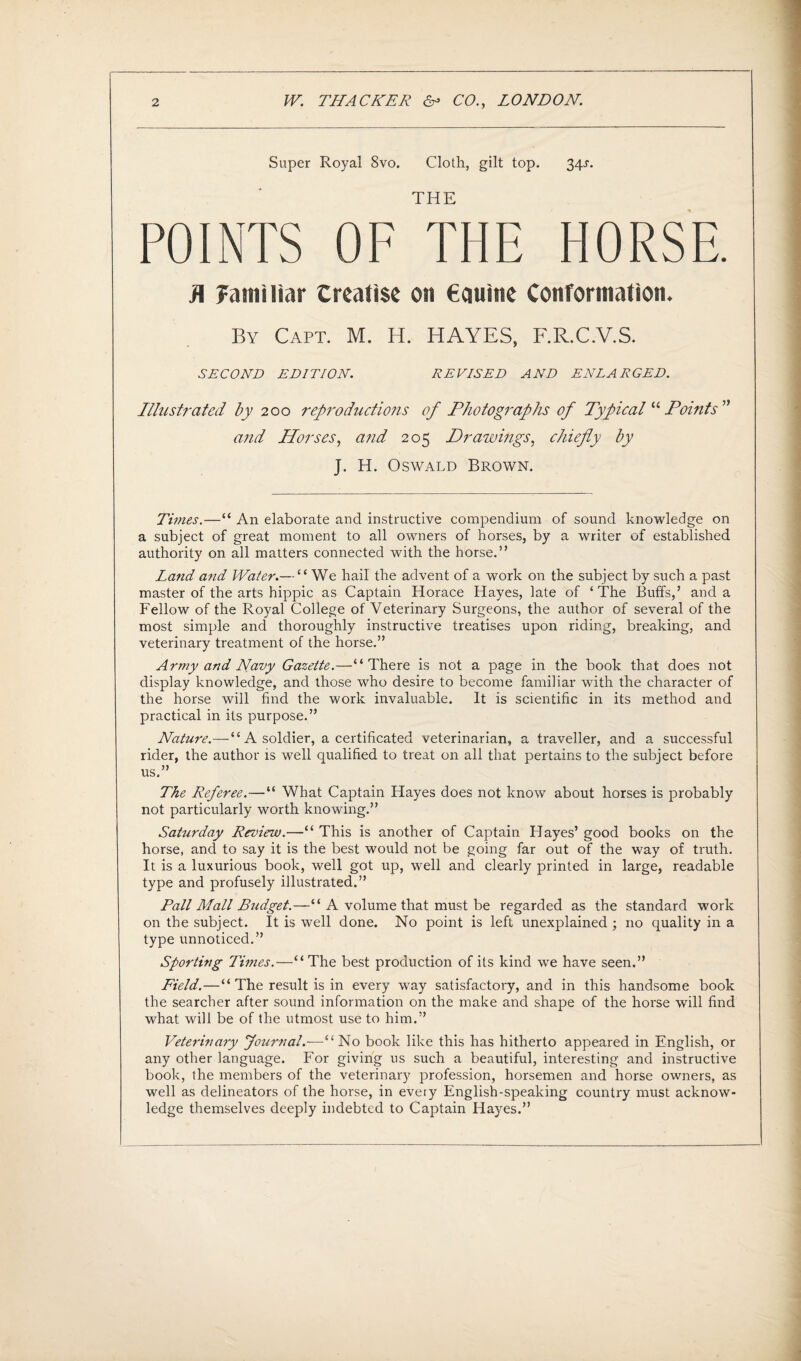 2 W. THACKER & CO., LONDON.
Super Royal 8vo. Cloth, gilt top. 34s.
THE
POINTS OF THE HORSE.
A Familiar Treatise on Equine Conformation.
By Capt. M. H. HAYES, F.R.C.V.S.
SECOND EDITION. REVISED AND ENLARGED.
Illustrated by 200 reproductions of Photographs of Typical “Points”
and Horses, and 205 Drawings, chiefly by
J. H. Oswald Brown.
Times.—“ An elaborate and instructive compendium of sound knowledge on
a subject of great moment to all owners of horses, by a writer of established
authority on all matters connected with the horse.”
Land and Water.—“ We hail the advent of a work on the subject by such a past
master of the arts hippic as Captain Horace Hayes, late of ‘ The Buffs,’ and a
Fellow of the Royal College of Veterinary Surgeons, the author of several of the
most simple and thoroughly instructive treatises upon riding, breaking, and
veterinary treatment of the horse.”
Army and Navy Gazette.—“ There is not a page in the book that does not
display knowledge, and those who desire to become familiar with the character of
the horse will find the work invaluable. It is scientific in its method and
practical in its purpose.”
Nature.—“ A soldier, a certificated veterinarian, a traveller, and a successful
rider, the author is well qualified to treat on all that pertains to the subject before
us.”
The Referee.—“ What Captain Hayes does not know about horses is probably
not particularly worth knowing.”
Saturday Review.—“ This is another of Captain Hayes’ good books on the
horse, and to say it is the best would not be going far out of the way of truth.
It is a luxurious book, well got up, well and clearly printed in large, readable
type and profusely illustrated.”
Pall Mall Budget.—“ A volume that must be regarded as the standard work
on the subject. It is well done. No point is left unexplained ; no quality in a
type unnoticed.”
Sporting Times.—“ The best production of its kind we have seen.”
Field.—“ The result is in every way satisfactory, and in this handsome book
the searcher after sound information on the make and shape of the horse will find
what will be of the utmost use to him.”
Veterinary Journal.—“ No book like this has hitherto appeared in English, or
any other language. For giving us such a beautiful, interesting and instructive
book, the members of the veterinary profession, horsemen and horse owners, as
well as delineators of the horse, in every English-speaking country must acknow-
ledge themselves deeply indebted to Captain Hayes.”